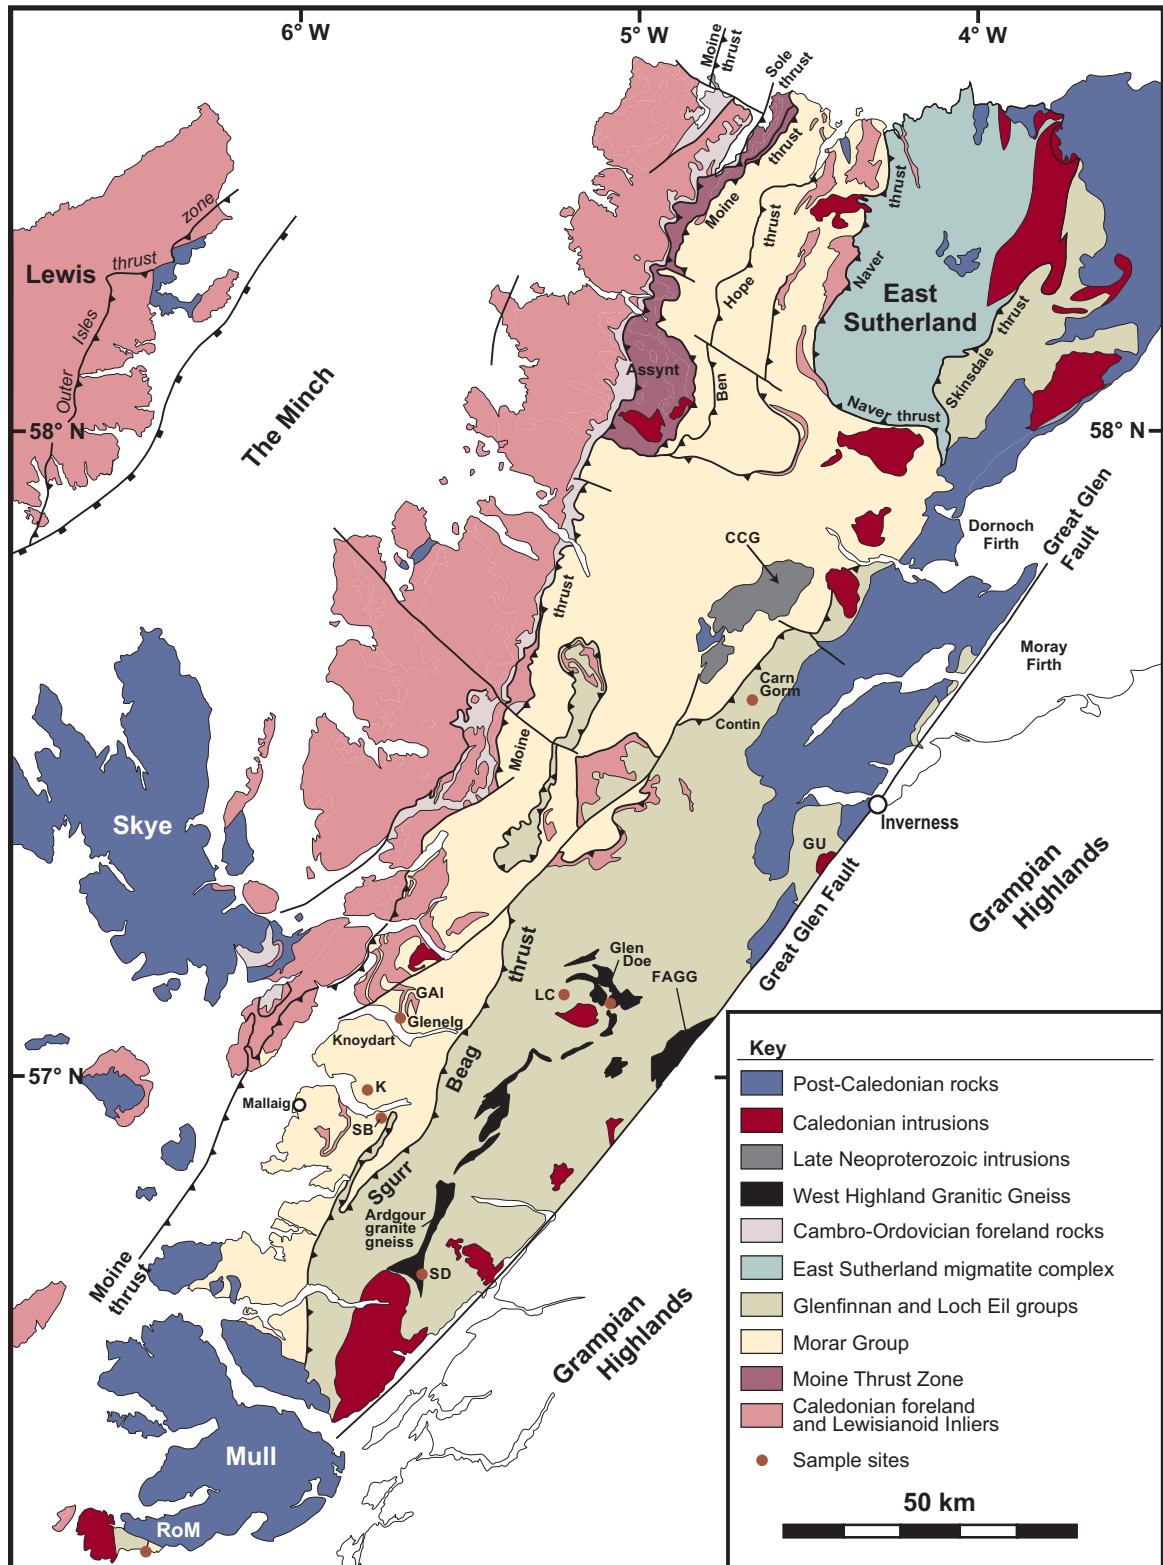 6° W
5° W
4° W
Moine
thrust
Sole
thrust
thrust
Moine
zone
thrust
Lewis
Isles
Outer
The Minch
58° N
thrust
Hope
Ben
thrust
Naver
East
Sutherland
Assynt
Skinsdale
thrust
Naver thrust
58° N
Great Glen
Fault
Dornoch
Firth
CCG
thrust
Moray
Firth
Carn
Gorm
Contin
Moine
Skye
Inverness
GU
Grampian
Highlands
Great Glen Fault
thrust
Glen
Doe
FAGG
LC
GAI
Glenelg
Knoydart
Beag
57° N
K
Mallaig
SB
Sgurr
Ardgour
granite
gneiss
SD
Moine
thrust
Grampian
Highlands
Mull
RoM
Key
Post-Caledonian rocks
Caledonian intrusions
Late Neoproterozoic intrusions
West Highland Granitic Gneiss
Cambro-Ordovician foreland rocks
East Sutherland migmatite complex
Glenfinnan and Loch Eil groups
Morar Group
Moine Thrust Zone
Caledonian foreland
and Lewisianoid Inliers
Sample sites
50 km